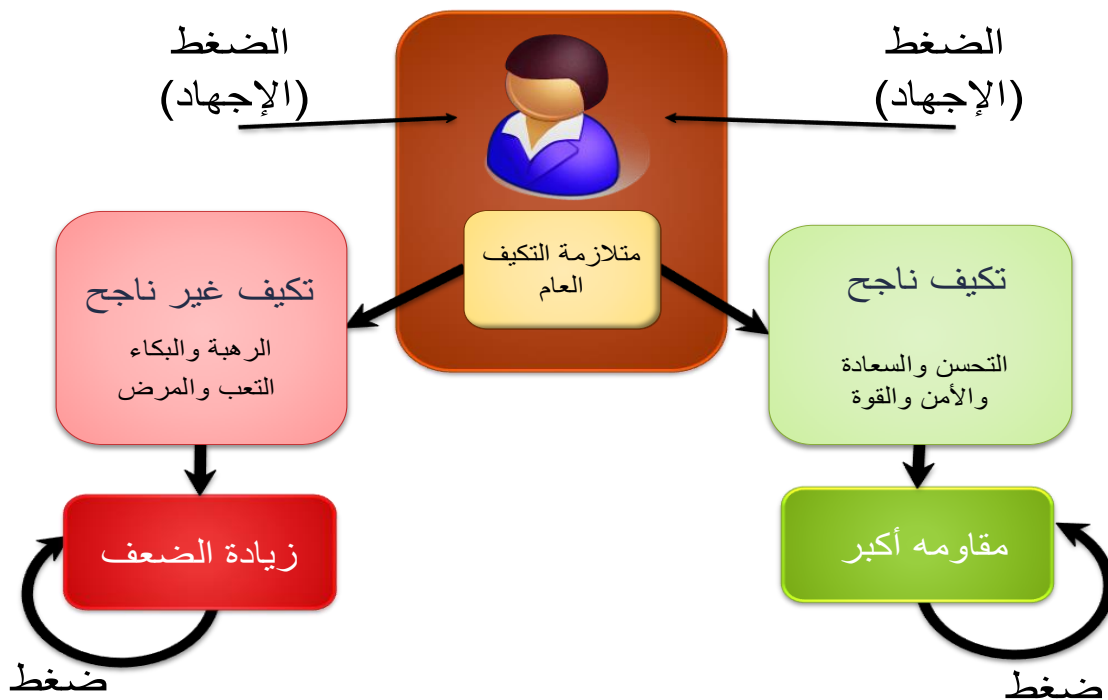 الضغط
(الإجهاد)
الضغط
(الإجهاد)
متلازمة التكيف
العام
تكيف ناجح
التحسن والسعادة
والأمن والقوة
تكيف غير ناجح
الرهبة والبكاء
التعب والمرض
مقاومه أكبر
زيادة الضعف
ضغط
ضغط